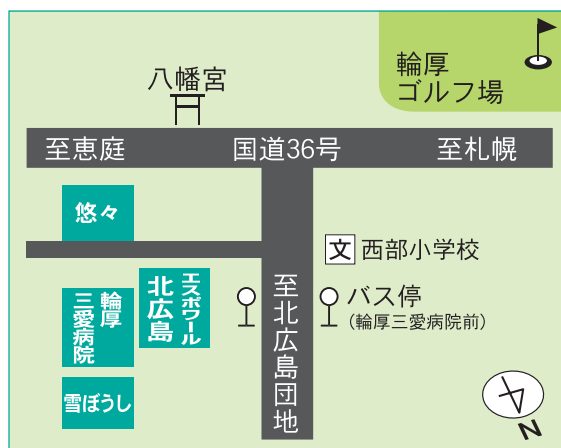 輪厚
ゴルフ場
八幡宮
至恵庭
国道36号
至札幌
悠々
文
西部小学校
エスポワール
北広島
輪厚
三愛病院
至北広島団地
バス停
(輪厚三愛病院前)
雪ぼうし
N